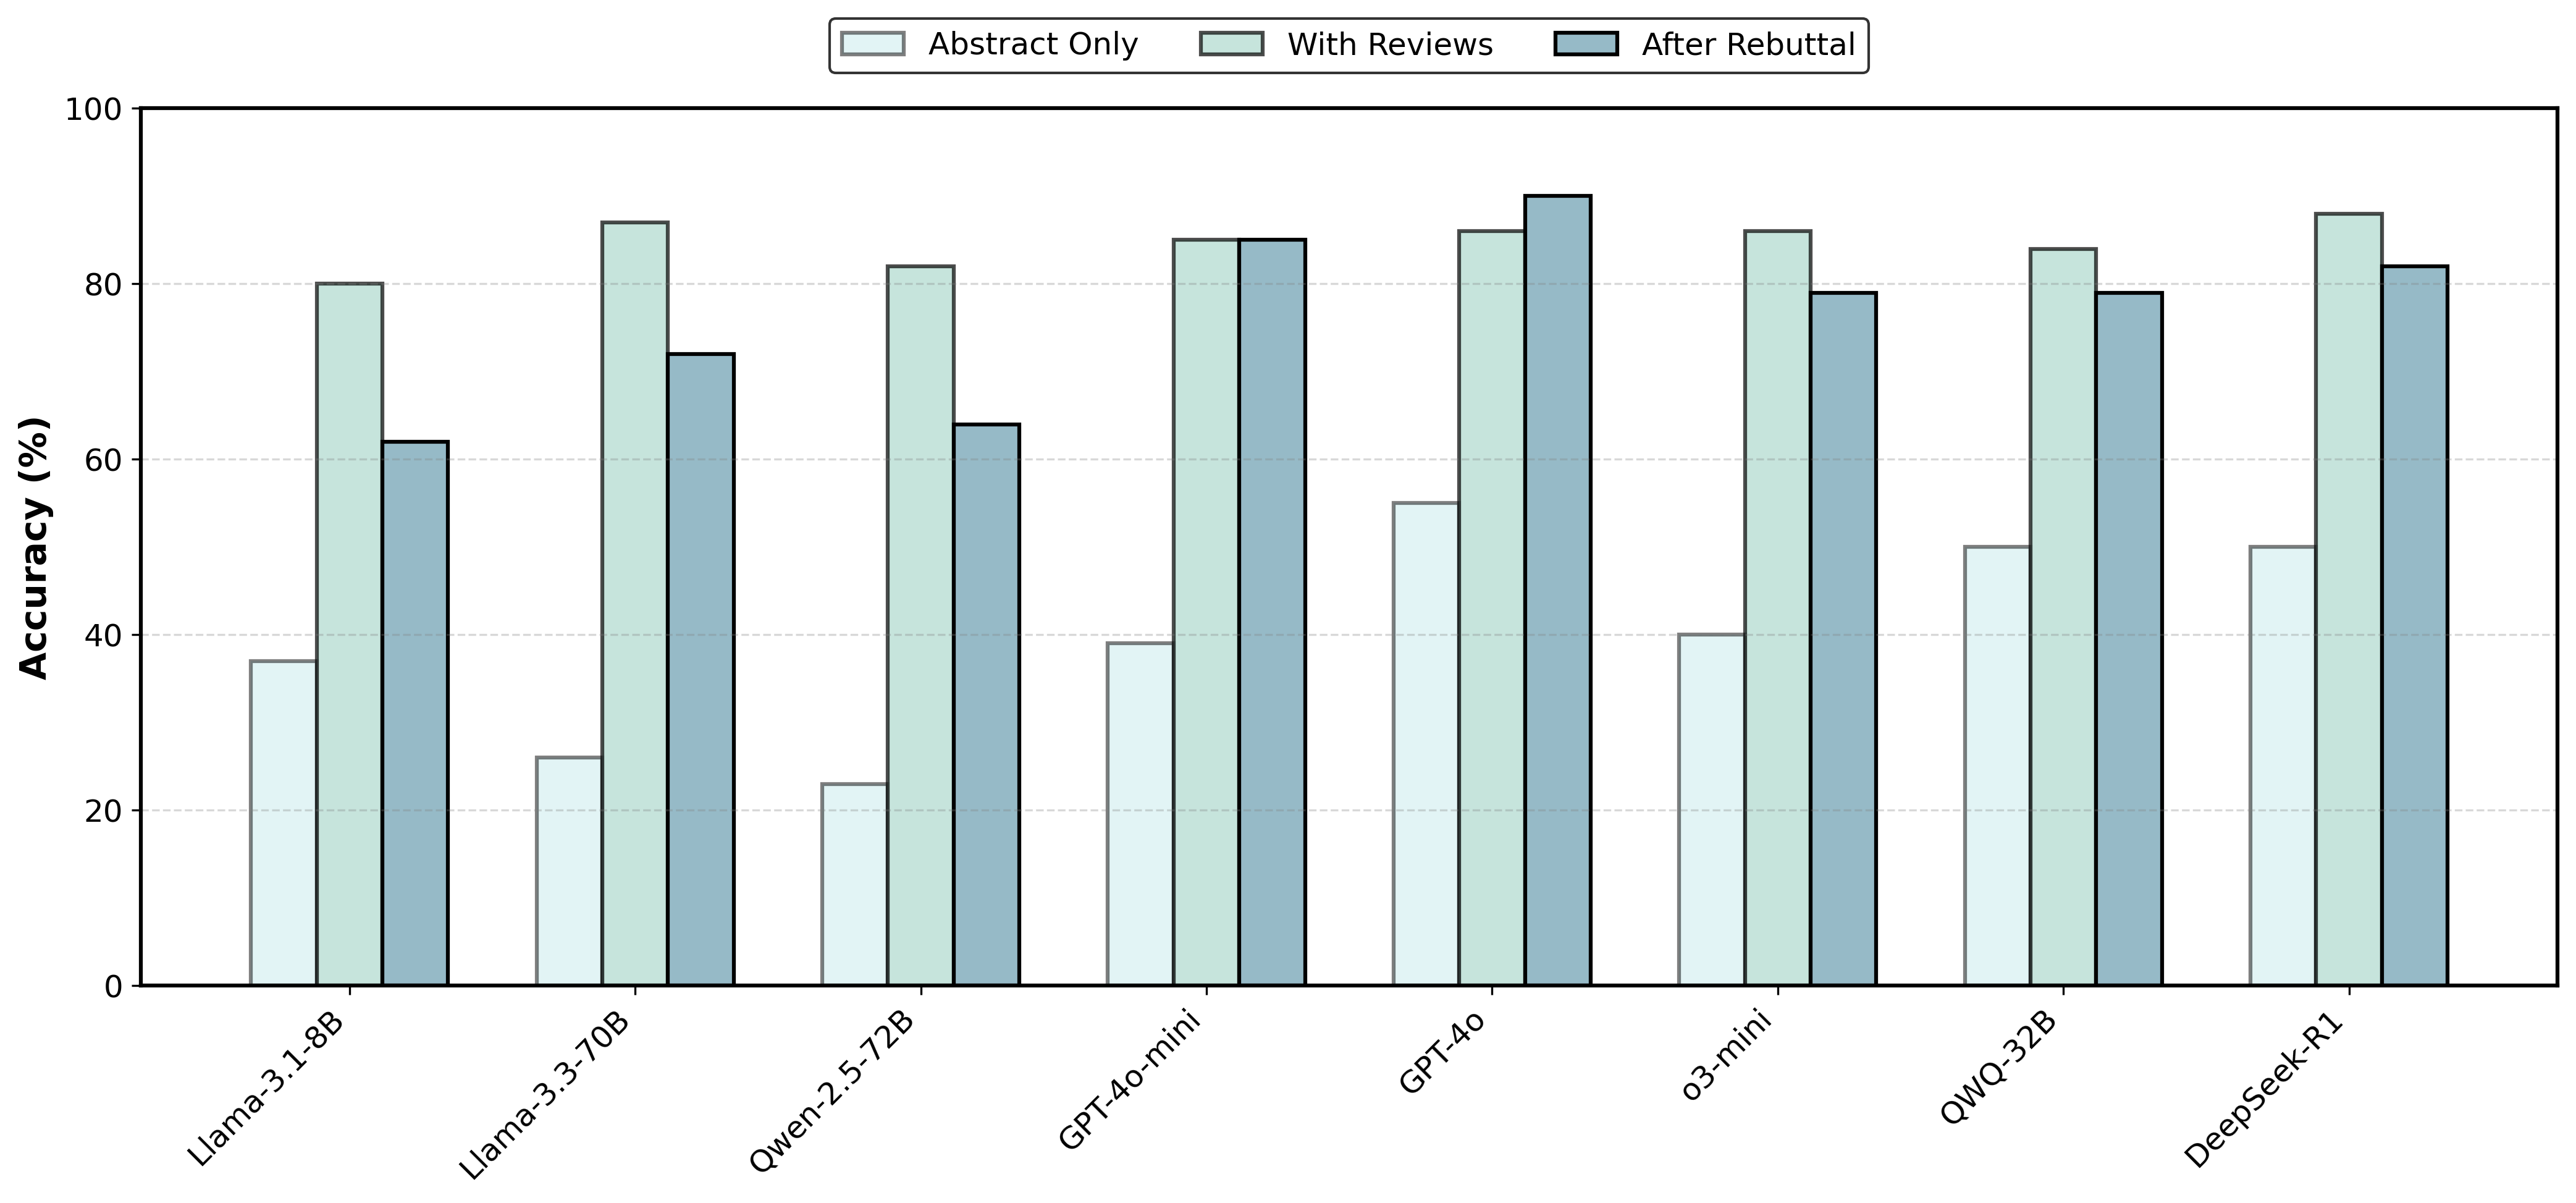 Abstract Only
With Reviews
After Rebuttal
Accuracy (%)
100
80
60
40
20
0
Llama-3.1-8B
Llama-3.3-70B
Qwen-2.5-72B
GPT-4o-mini
GPT-4o
o3-mini
QWQ-32B
DeepSeek-R1